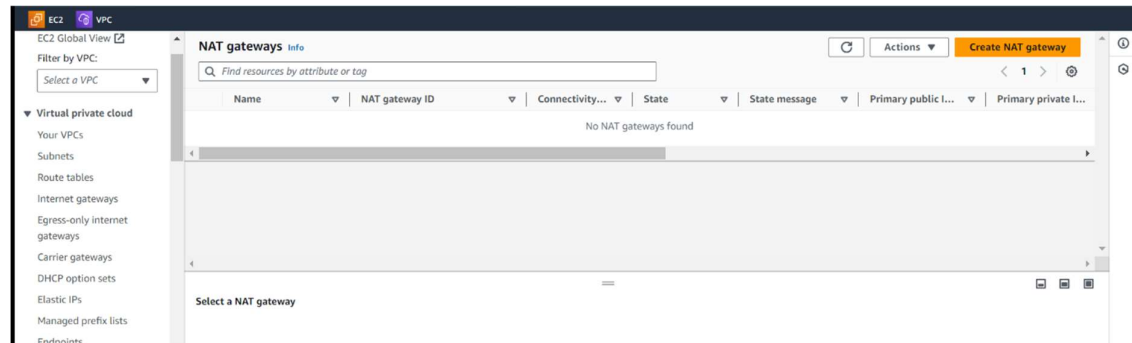 EC2 VPC
EC2 Global View
Filter by VPC:
Select a VPC
Virtual private cloud
Your VPCs
Subnets
Route tables
Internet gateways
Egress-only internet
gateways
Carrier gateways
DHCP option sets
Elastic IPs
Managed prefix lists
Endpoints
NAT gateways Info
Actions
Create NAT gateway
Find resources by attribute or tag
1
Name NAT gateway ID Connectivity... State State message Primary public I... Primary private I...
No NAT gateways found
Select a NAT gateway